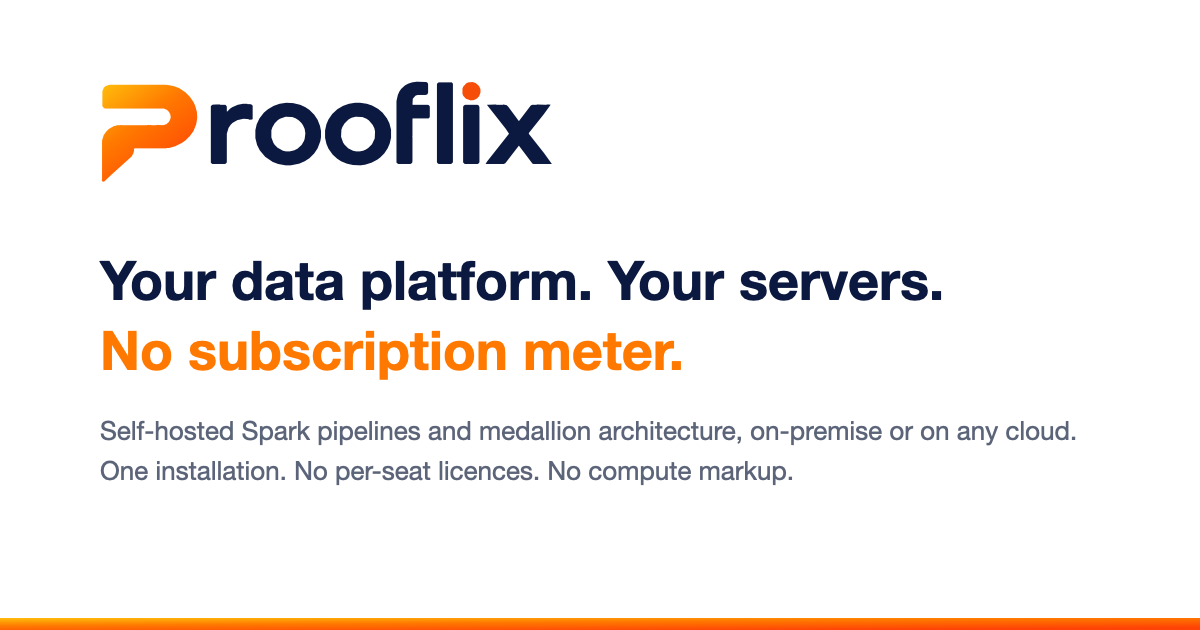 Prooflix
Your data platform. Your servers.
No subscription meter.
Self-hosted Spark pipelines and medallion architecture, on-premise or on any cloud.
One installation. No per-seat licences. No compute markup.